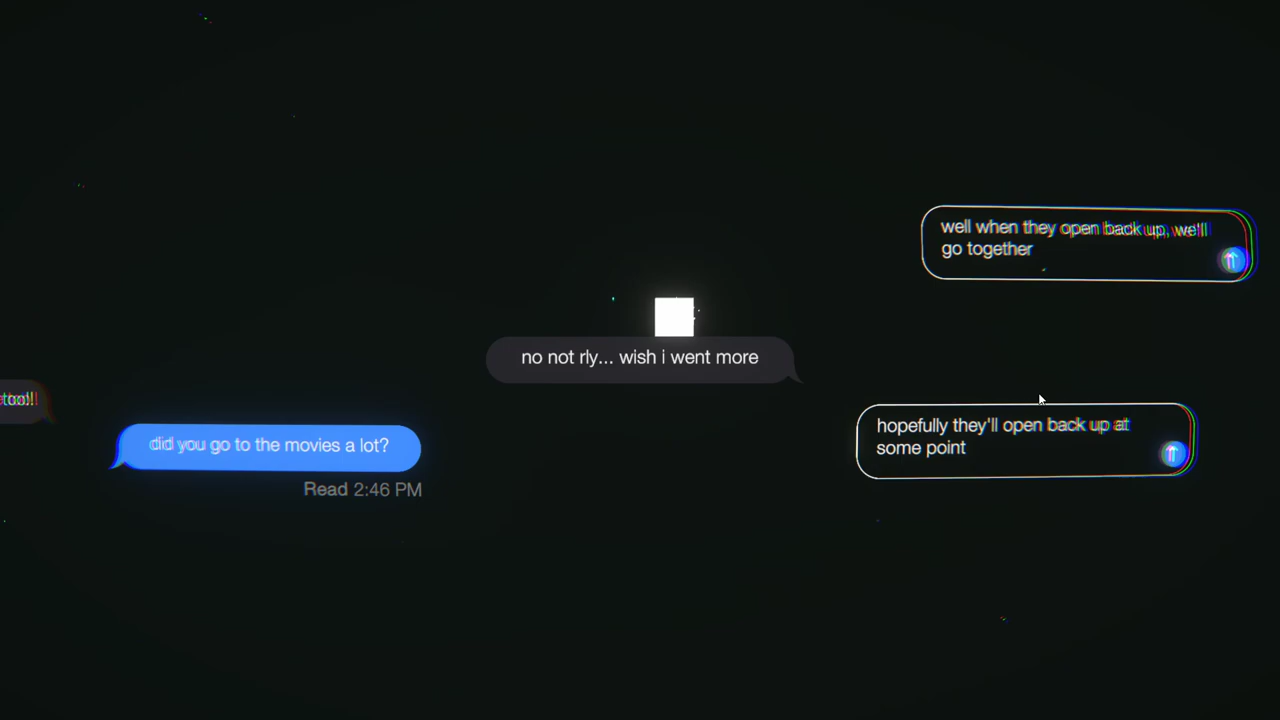 too!!
did you go to the movies a lot?
Read 2:46 PM
no not rly... wish i went more
well when they open back up, we'll
go together
hopefully they'll open back up at
some point